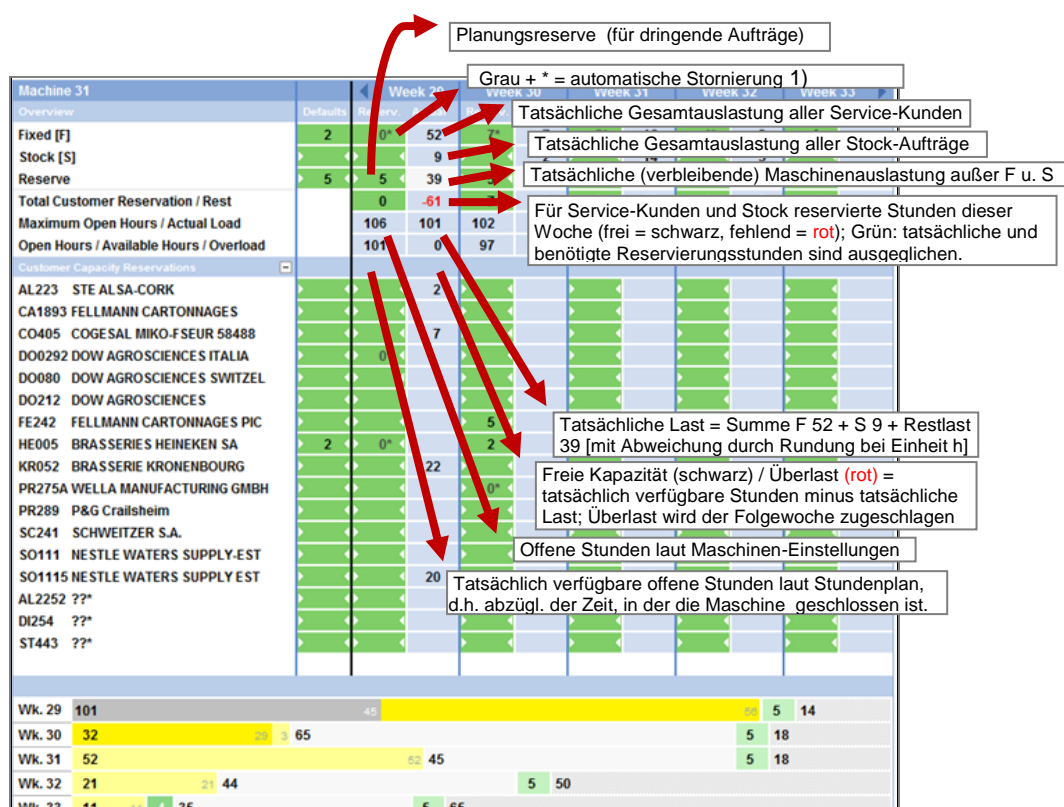 Planungsreserve (für dringende Aufträge)
Grau + * = automatische Stornierung 1)
Machine 31 Week 29 Week 30 Week 31 Week 32 Week 33
Overview Defaults
Tatsächliche Gesamtauslastung aller Service-Kunden
Fixed [F] 2 0* 52 7*
Tatsächliche Gesamtauslastung aller Stock-Aufträge
Stock [S] 9
Tatsächliche (verbleibende) Maschinenauslastung außer F u. S
Reserve 5 5 39
Total Customer Reservation / Rest 0 -61
Für Service-Kunden und Stock reservierte Stunden dieser
Woche (frei = schwarz, fehlend = rot); Grün: tatsächliche und
benötigte Reservierungsstunden sind ausgeglichen.
Maximum Open Hours / Actual Load 106 101 102
Open Hours / Available Hours / Overload 101 0 97
Customer Capacity Reservations
AL223 STE ALSA-CORK 2
CA1893 FELLMANN CARTONNAGES
CO405 COGESAL MIKO-FSEUR 58488 7
DO0292 DOW AGROSCIENCES ITALIA
DO080 DOW AGROSCIENCES SWITZEL
DO212 DOW AGROSCIENCES
FE242 FELLMANN CARTONNAGES PIC 5
HE005 BRASSERIES HEINEKEN SA 2 0* 2
KR052 BRASSERIE KRONENBOURG 22
PR275A WELLA MANUFACTURING GMBH 0*
PR289 P&G Crailsheim
SC241 SCHWEITZER S.A.
SO111 NESTLE WATERS SUPPLY-EST
SO1115 NESTLE WATERS SUPPLY EST 20
AL2252 ??*
DI254 ??*
ST443 ??*
Tatsächliche Last = Summe F 52 + S 9 + Restlast
39 [mit Abweichung durch Rundung bei Einheit h]
Freie Kapazität (schwarz) / Überlast (rot) =
tatsächlich verfügbare Stunden minus tatsächliche
Last; Überlast wird der Folgewoche zugeschlagen
Offene Stunden laut Maschinen-Einstellungen
Tatsächlich verfügbare offene Stunden laut Stundenplan,
d.h. abzügl. der Zeit, in der die Maschine geschlossen ist.
Wk. 29 101 45 56 5 14
Wk. 30 32 29 3 65 5 18
Wk. 31 52 52 45 5 18
Wk. 32 21 21 44 5 50
Wk. 33 11 4 35 5 65